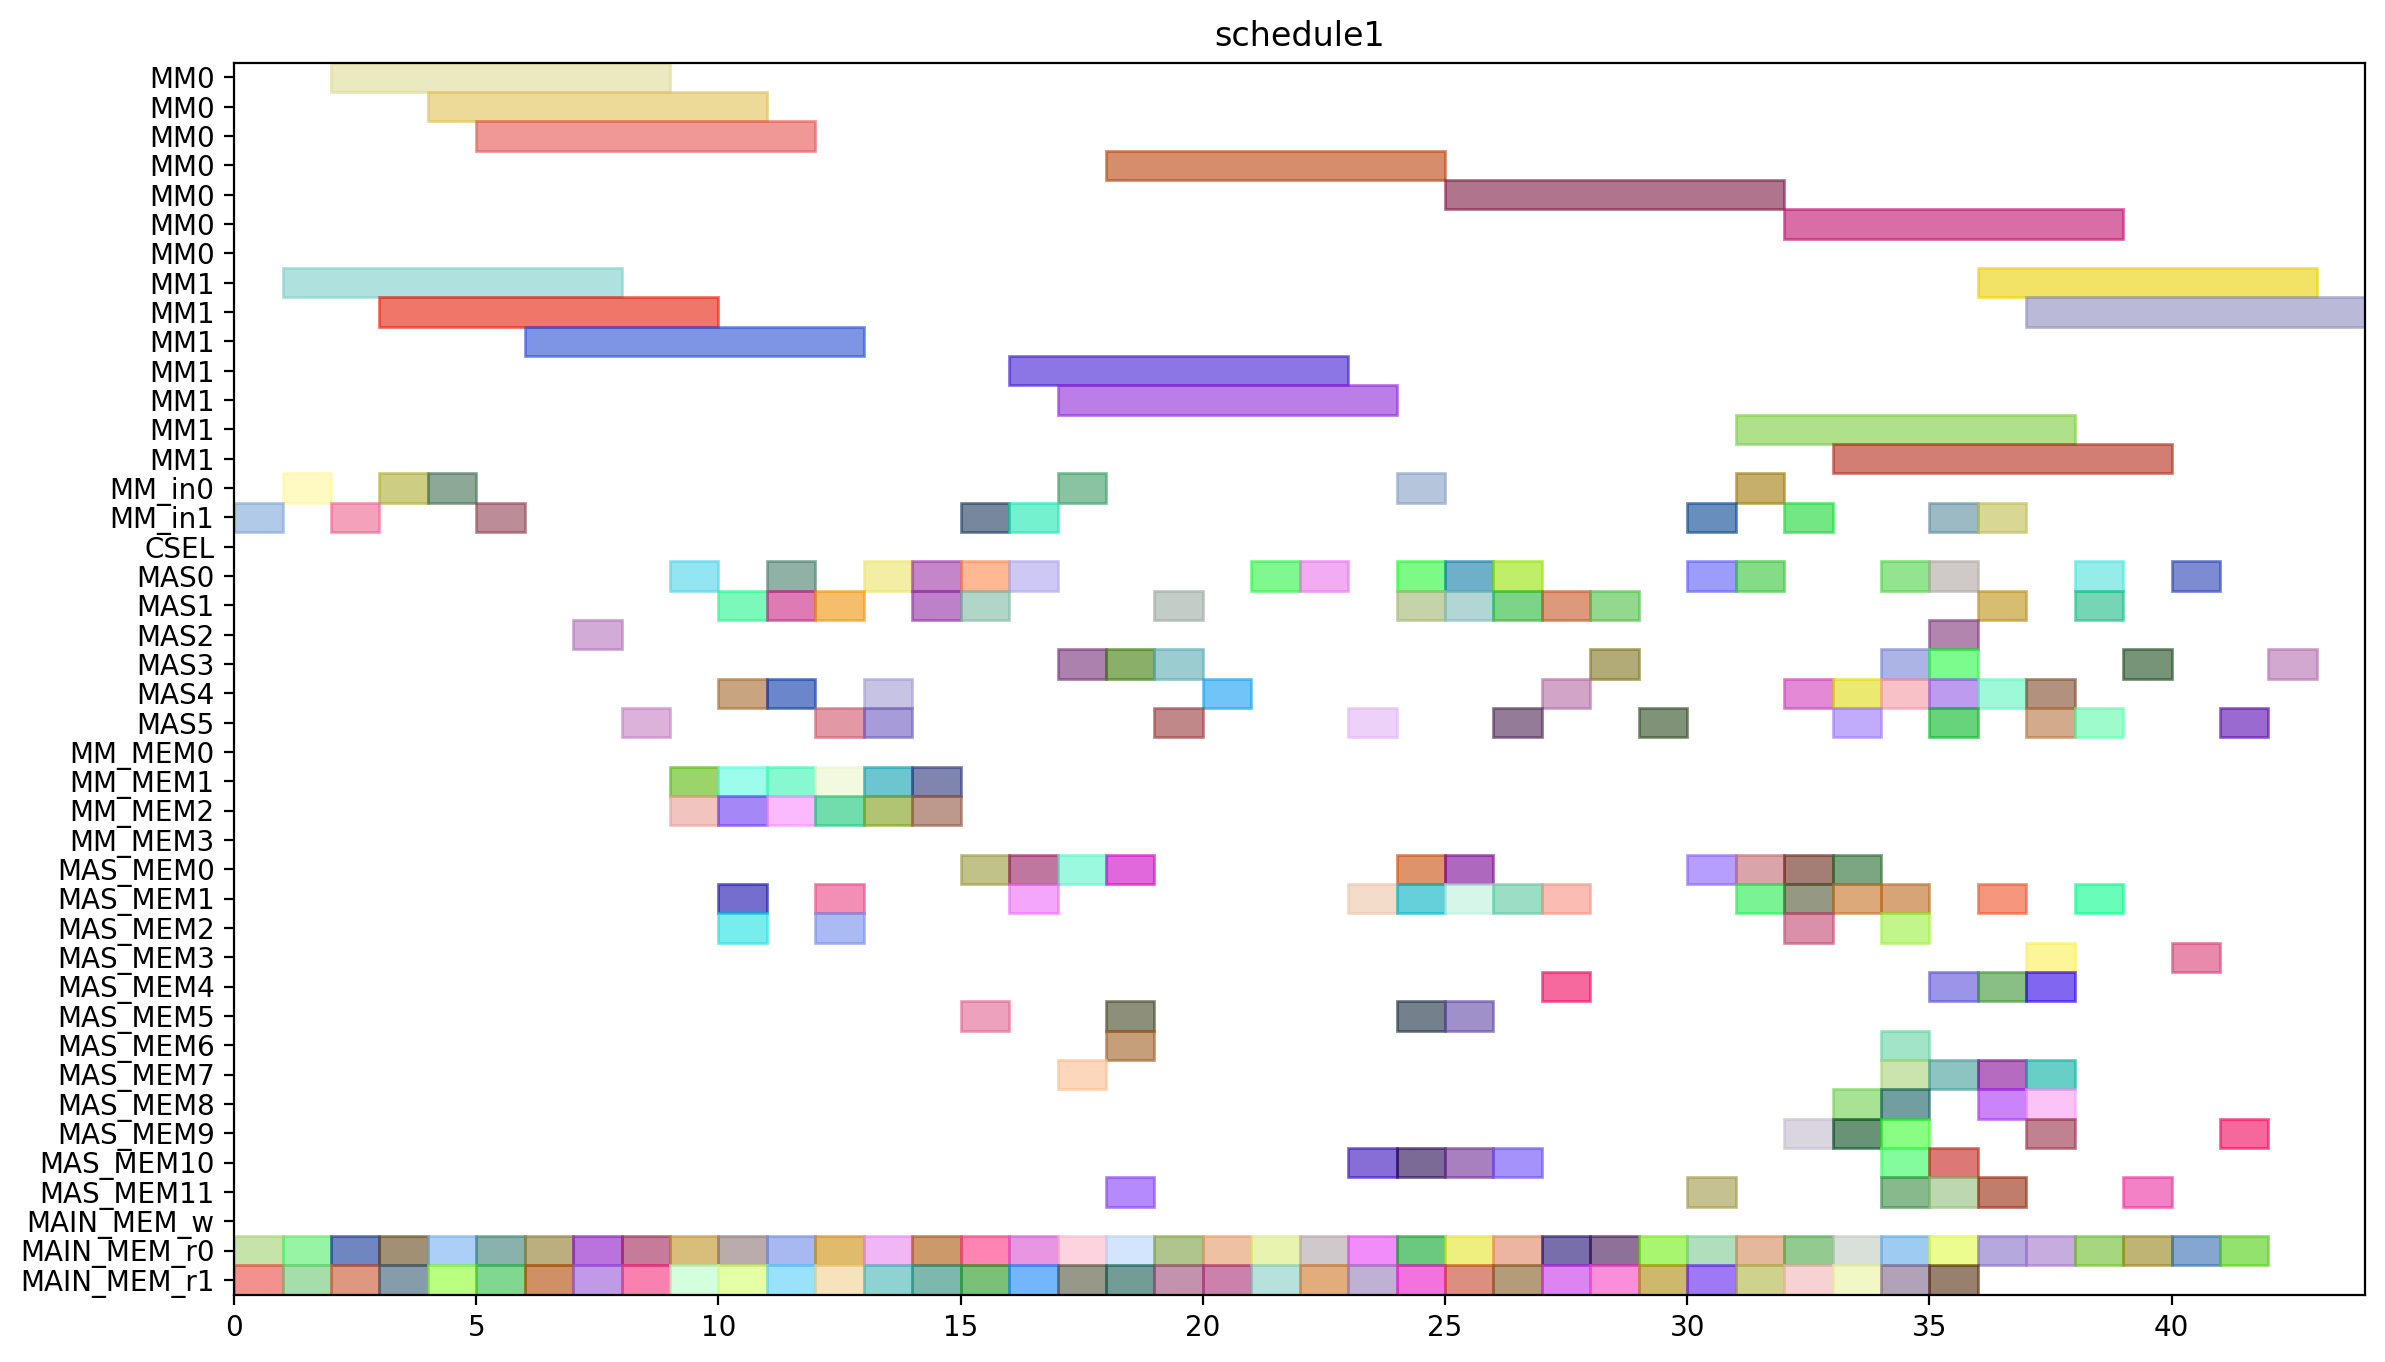 schedule1
MM0
MM0
MM0
MM0
MM0
MM0
MM0
MM1
MM1
MM1
MM1
MM1
MM1
MM1
MM_in0
MM_in1
CSEL
MAS0
MAS1
MAS2
MAS3
MAS4
MAS5
MM_MEM0
MM_MEM1
MM_MEM2
MM_MEM3
MAS_MEM0
MAS_MEM1
MAS_MEM2
MAS_MEM3
MAS_MEM4
MAS_MEM5
MAS_MEM6
MAS_MEM7
MAS_MEM8
MAS_MEM9
MAS_MEM10
MAS_MEM11
MAIN_MEM_w
MAIN_MEM_r0
MAIN_MEM_r1
0 5 10 15 20 25 30 35 40